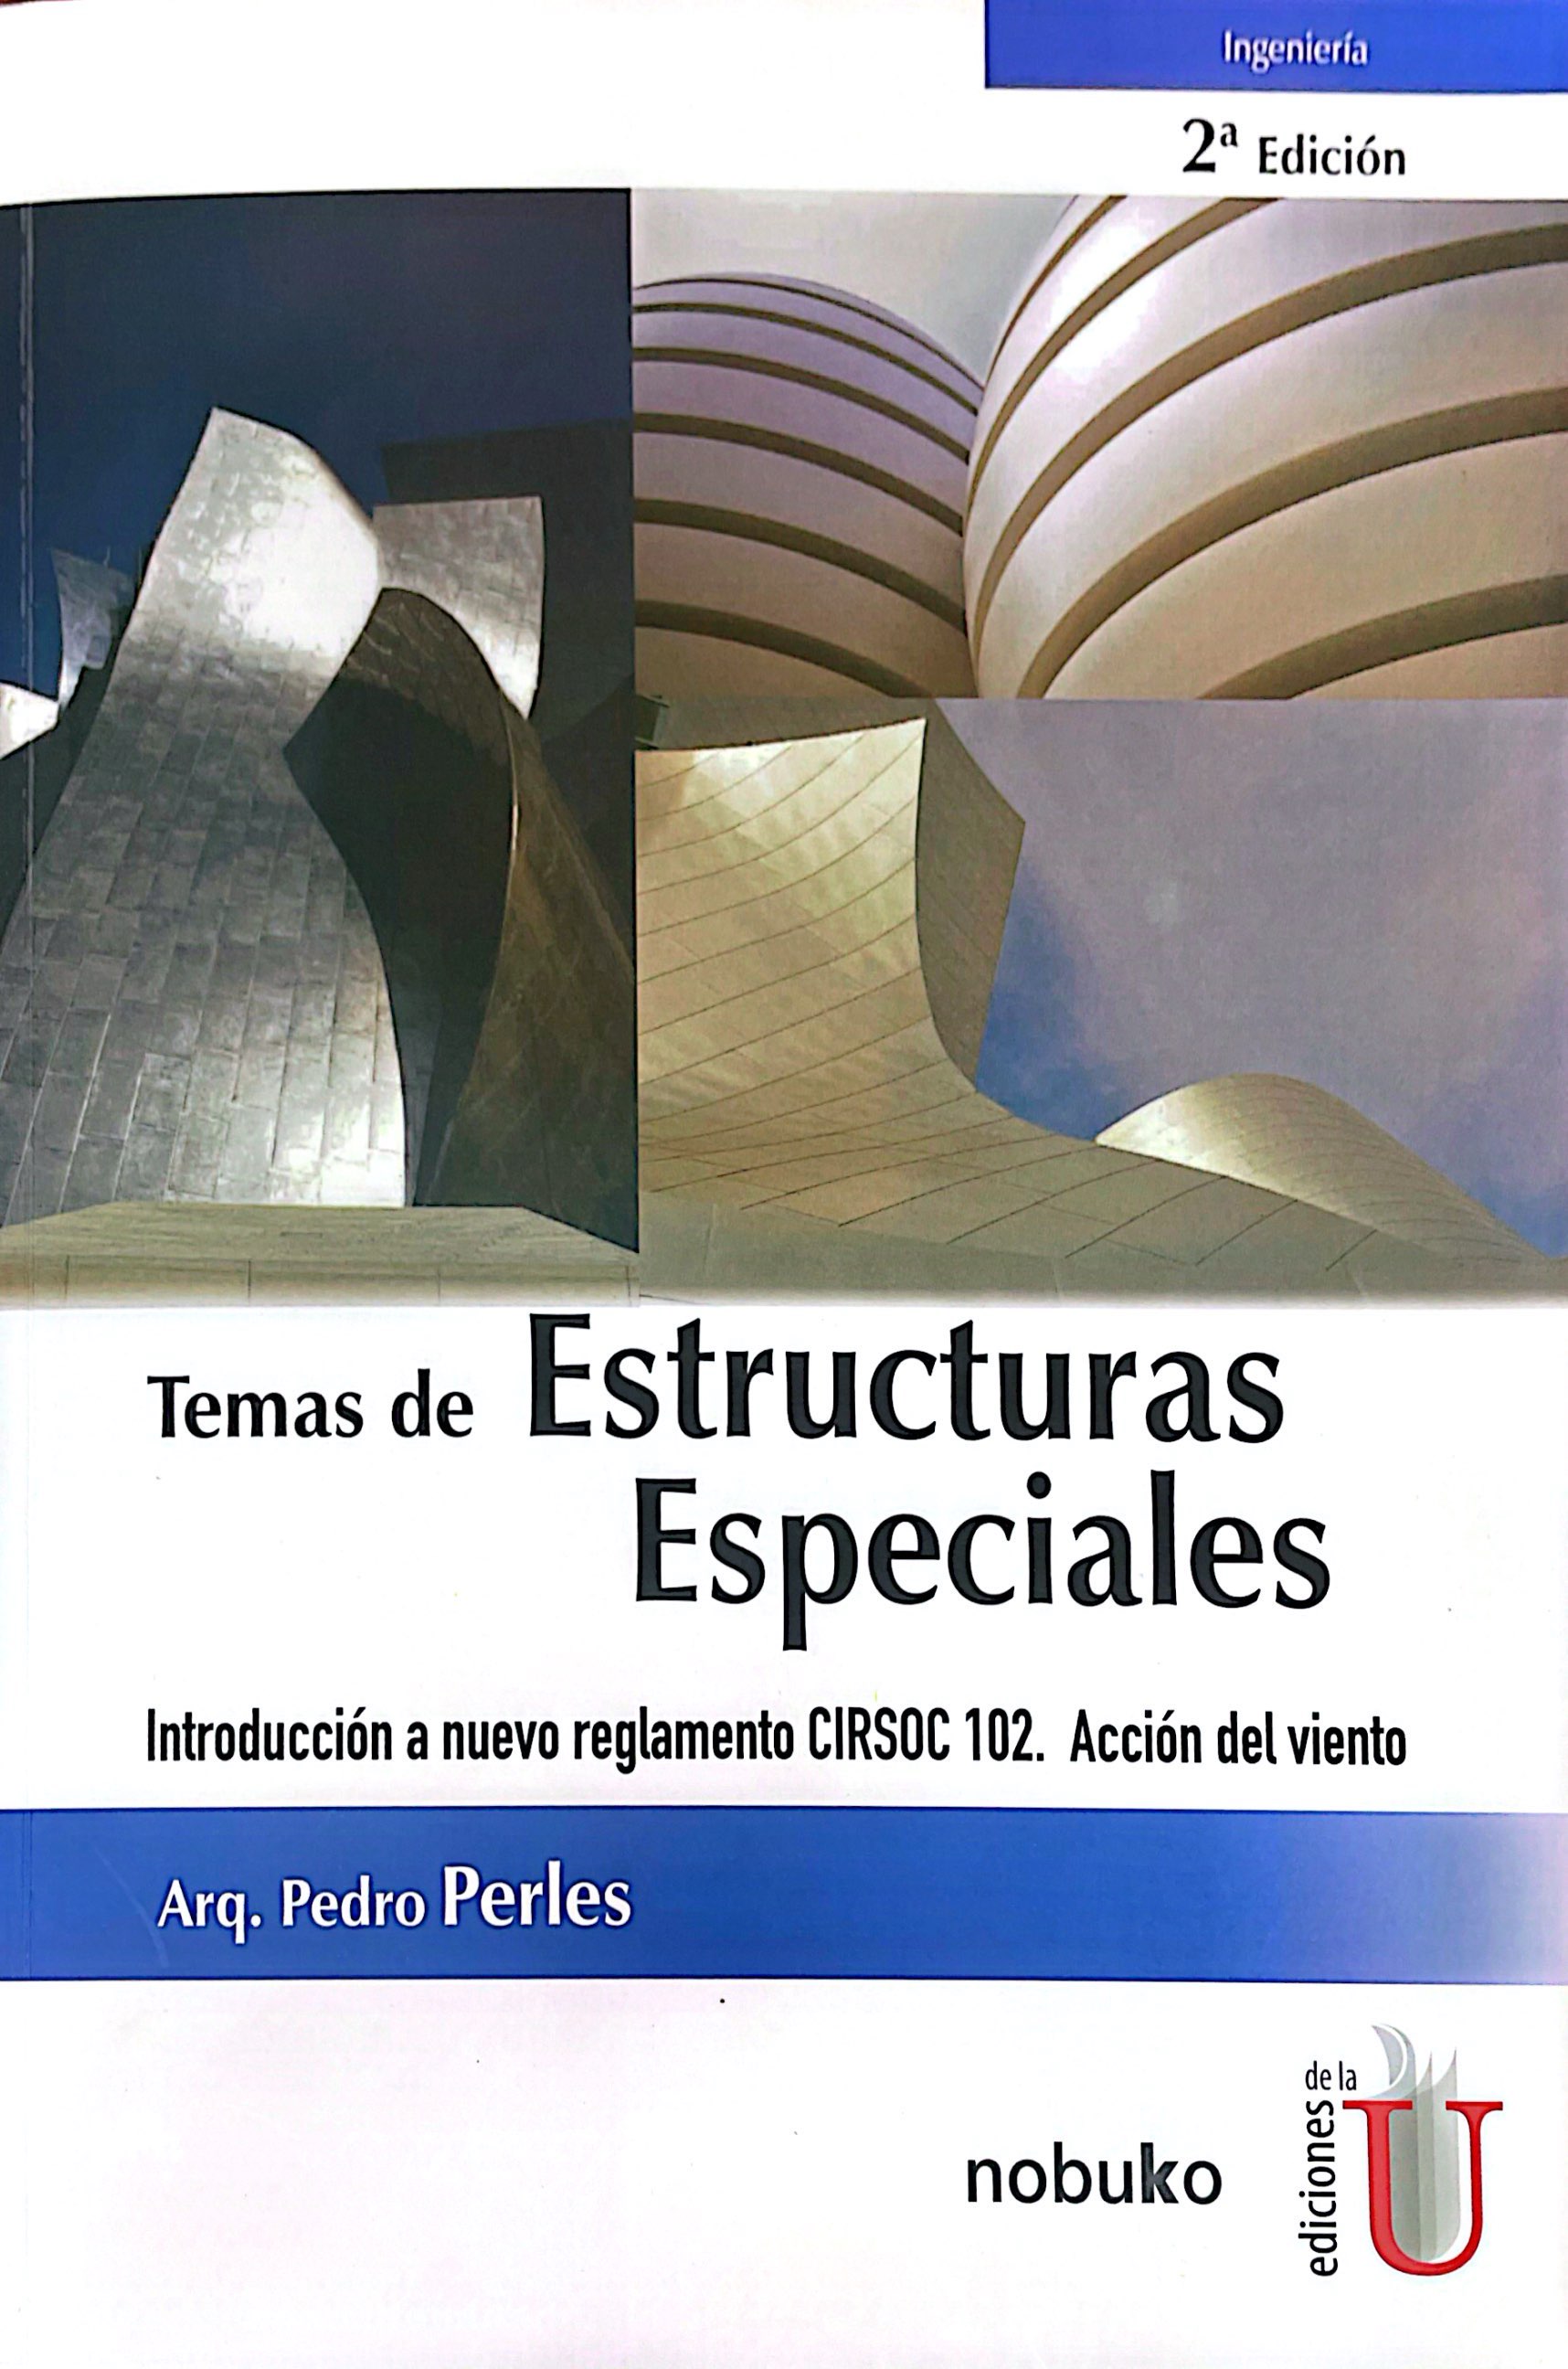 Ingeniería
2ª Edición
Temas de Estructuras
Especiales
Introducción a nuevo reglamento CIRSOC 102. Acción del viento
Arq. Pedro Perles
nobuko
ediciones de la U